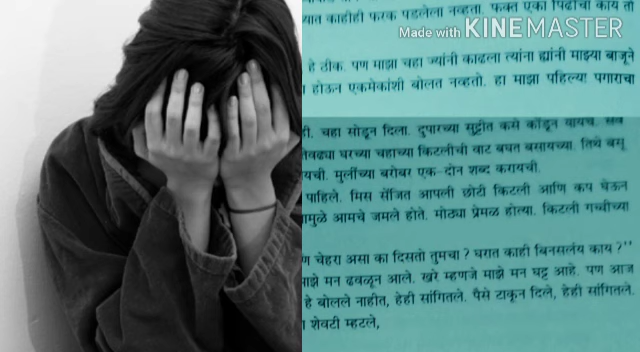 यात काहीही फरक पडलेला नव्हता. फक्त एका पिढीचा काय तो
Made with KINEMASTER
हे ठीक. पण माझा चहा ज्यांनी काढला त्यांना ह्यांनी माझ्या बाजूने
होऊन एकमेकांशी बोलत नव्हतो. हा माझा पहिल्या पगाराचा
चहा सोडून दिला. दुपारच्या सुट्टीत कसे कोंडून वायच. सब
घरच्या चहाच्या किटलीची वाट बघत बसायच्या. तिथे बसू
मुलींच्या बरोबर एक-दोन शब्द करायची.
पाहिले. मिस सेंजित आपली छोटी किटली आणि कप घेऊन
मुळे आमचे जमले होते. मोठ्या प्रेमळ होत्या. किटली गच्चीच्या
चेहरा असा का दिसतो तुमचा ? घरात काही बिनसलंय काय ?''
माझे मन ढवळून आले. खरे म्हणजे माझे मन घट्ट आहे. पण आज
हे बोलले नाहीत, हेही सांगितले. पैसे टाकून दिले, हेही सांगितले.
शेवटी म्हटले,